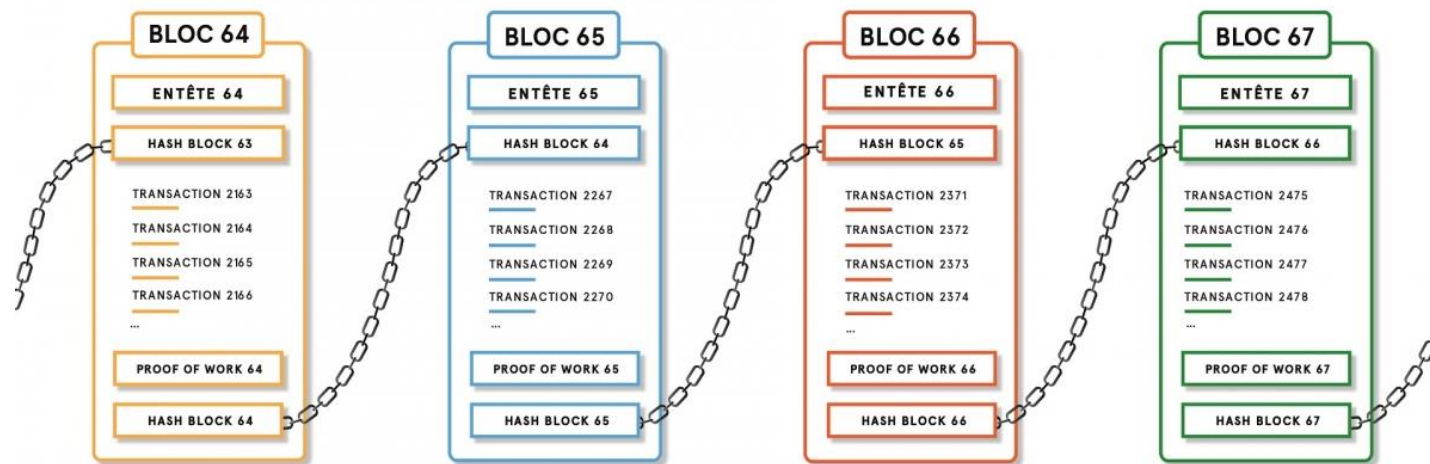 BLOC 64
ENTÊTE 64
HASH BLOCK 63
TRANSACTION 2163
TRANSACTION 2164
TRANSACTION 2165
TRANSACTION 2166
...
PROOF OF WORK 64
HASH BLOCK 64
BLOC 65
ENTÊTE 65
HASH BLOCK 64
TRANSACTION 2267
TRANSACTION 2268
TRANSACTION 2269
TRANSACTION 2270
...
PROOF OF WORK 65
HASH BLOCK 65
BLOC 66
ENTÊTE 66
HASH BLOCK 65
TRANSACTION 2371
TRANSACTION 2372
TRANSACTION 2373
TRANSACTION 2374
...
PROOF OF WORK 66
HASH BLOCK 66
BLOC 67
ENTÊTE 67
HASH BLOCK 66
TRANSACTION 2475
TRANSACTION 2476
TRANSACTION 2477
TRANSACTION 2478
...
PROOF OF WORK 67
HASH BLOCK 67